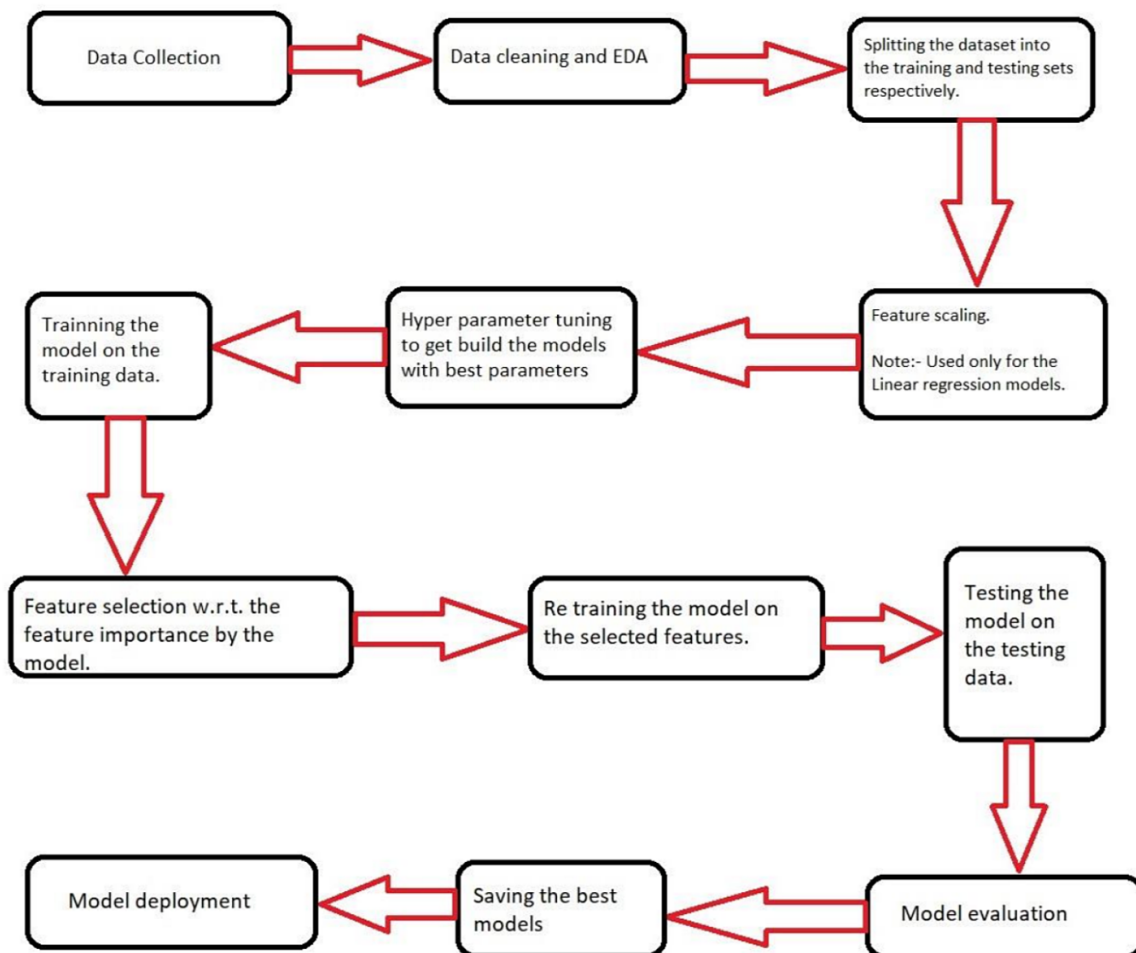 Data Collection
Data cleaning and EDA
Splitting the dataset into
the training and testing sets
respectively.
Feature scaling.
Note:- Used only for the
Linear regression models.
Hyper parameter tuning
to get build the models
with best parameters
Trainning the
model on the
training data.
Feature selection w.r.t. the
feature importance by the
model.
Re training the model on
the selected features.
Testing the
model on
the testing
data.
Model evaluation
Saving the best
models
Model deployment